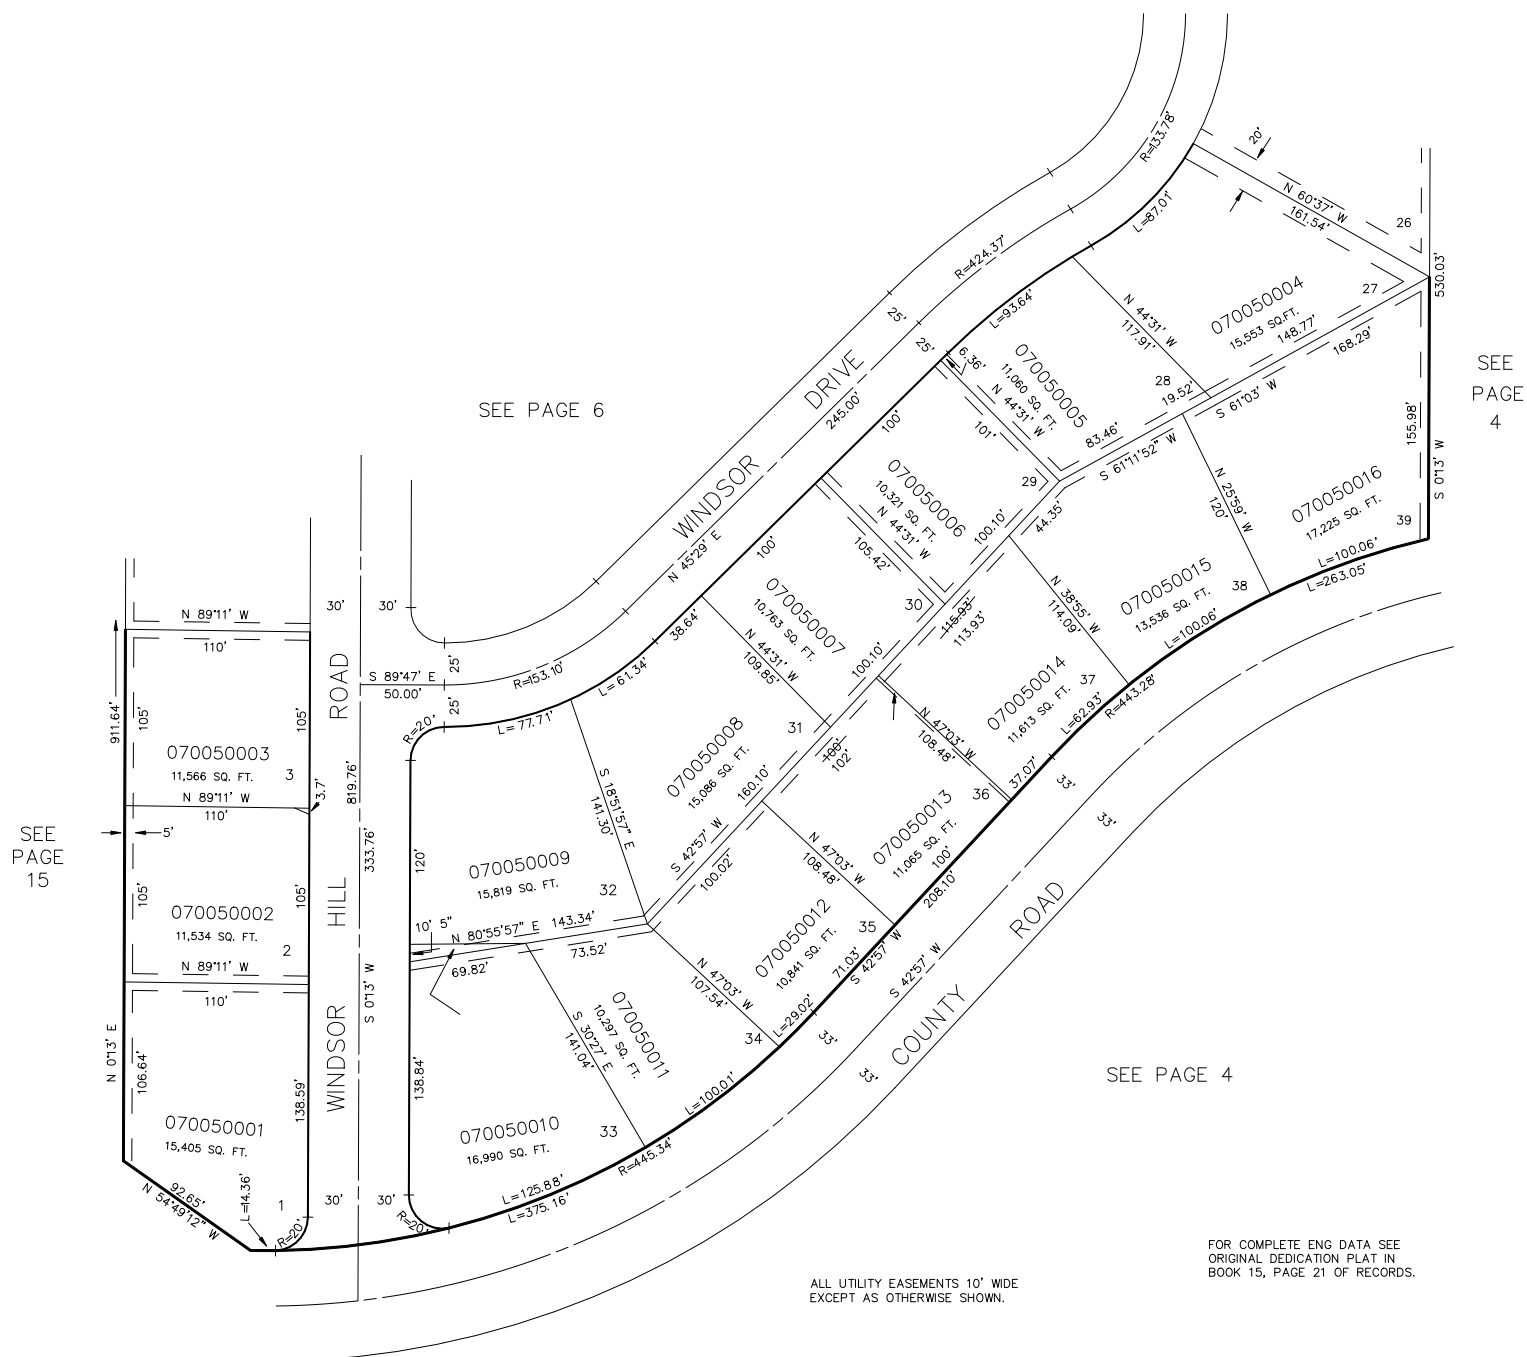 R=133.78'
20'
N 60°37' W
161.54'
26
530.03'
L=87.01'
R=424.37'
25'
25'
L=93.64'
N 44°31' W
117.91'
070050004
15,553 SQ.FT.
27
148.77'
168.29'
SEE
PAGE
4
SEE PAGE 6
DRIVE
245.00'
6.36'
070050005
11,060 SQ. FT.
N 44°31' W
28
19.52'
S 61°03' W
155.98'
S 0°13' W
100'
101'
83.46'
S 61°11'52" W
WINDSOR
N 45°29' E
070050006
10,321 SQ. FT.
N 44°31' W
105.42'
29
100.10'
44.35'
N 25°59' W
120'
070050016
17,225 SQ. FT.
39
L=100.06'
L=263.05'
100'
070050007
10,763 SQ. FT.
30
115.93'
113.93'
N 38°55' W
114.09'
070050015
13,536 SQ. FT.
38
L=100.06'
N 89°11' W
110'
30'
30'
25'
25'
S 89°47' E
50.00'
R=153.10'
R=20'
L=77.71'
L=61.34'
38.64'
N 44°31' W
109.85'
100.10'
070050014
11,613 SQ. FT.
37
L=62.93'
R=443.28'
911.64'
105'
105'
070050003
11,566 SQ. FT.
3
3.7'
N 89°11' W
110'
ROAD
819.76'
S 18°51'57" E
141.30'
070050008
15,086 SQ. FT.
31
160.10'
100'
102'
N 47°03' W
108.48'
37.07'
36
33'
33'
SEE
PAGE
15
5'
333.76'
120'
070050009
15,819 SQ. FT.
32
S 42°57' W
100.02'
N 47°03' W
108.48'
070050013
11,065 SQ. FT.
100'
208.10'
105'
105'
070050002
11,534 SQ. FT.
2
N 89°11' W
110'
HILL
10' 5"
N 80°55'57" E
143.34'
73.52'
69.82'
070050012
10,841 SQ. FT.
35
71.03'
S 42°57' W
S 42°57' W
ROAD
N 47°03' W
107.54'
L=29.02'
34
33'
33'
COUNTY
N 0°13' E
106.64'
138.59'
WINDSOR
S 0°13' W
138.84'
S 30°27' E
141.04'
070050011
10,297 SQ. FT.
L=100.01'
SEE PAGE 4
070050001
15,405 SQ. FT.
070050010
16,990 SQ. FT.
33
R=445.34'
92.65'
N 54°49'12" W
L=14.36'
1
R=20'
30'
30'
R=20'
L=125.88'
L=375.16'
ALL UTILITY EASEMENTS 10' WIDE
EXCEPT AS OTHERWISE SHOWN.
FOR COMPLETE ENG DATA SEE
ORIGINAL DEDICATION PLAT IN
BOOK 15, PAGE 21 OF RECORDS.